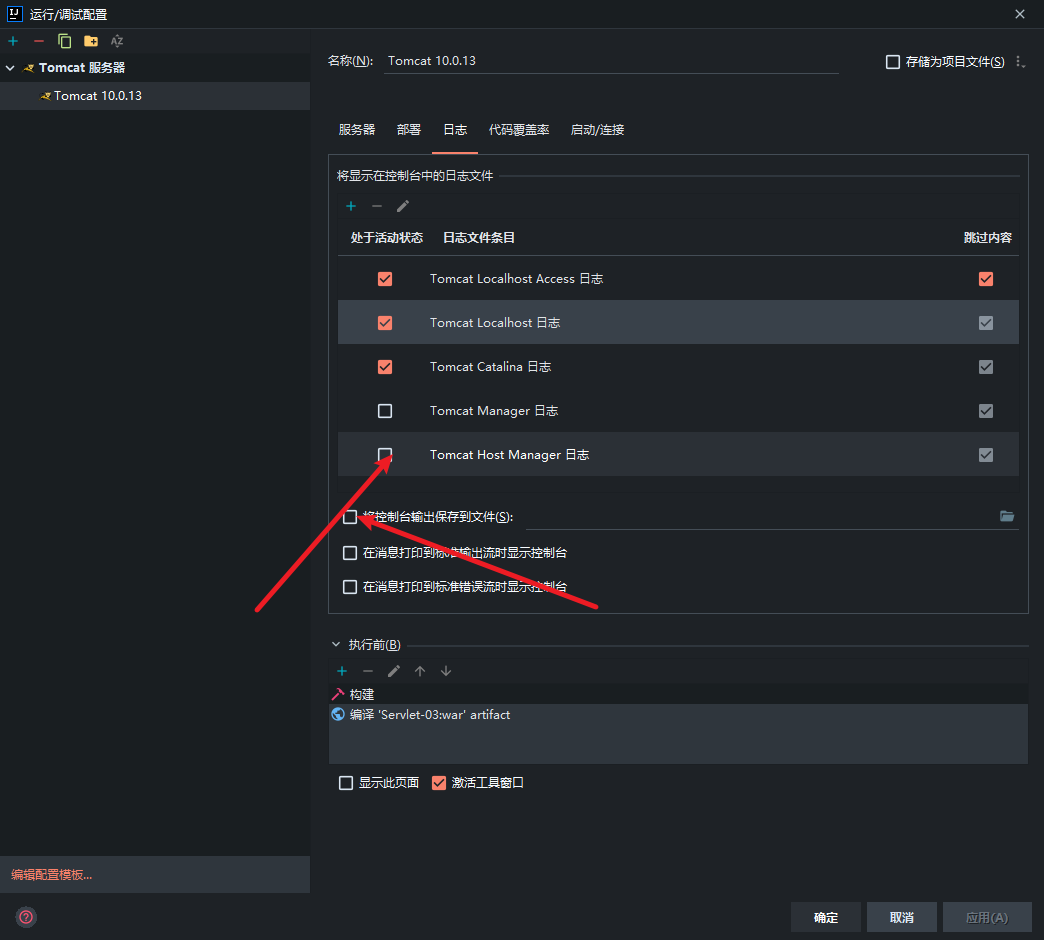 运行/调试配置
Tomcat 服务器
Tomcat 10.0.13
编辑配置模板...
名称(N): Tomcat 10.0.13
存储为项目文件(S)
服务器 部署 日志 代码覆盖率 启动/连接
将显示在控制台中的日志文件
处于活动状态 日志文件条目 跳过内容
Tomcat Localhost Access 日志
Tomcat Localhost 日志
Tomcat Catalina 日志
Tomcat Manager 日志
Tomcat Host Manager 日志
将控制台输出保存到文件(S):
在消息打印到标准输出流时显示控制台
在消息打印到标准错误流时显示控制台
执行前(B)
构建
编译 'Servlet-03:war' artifact
显示此页面 激活工具窗口
确定 取消 应用(A)